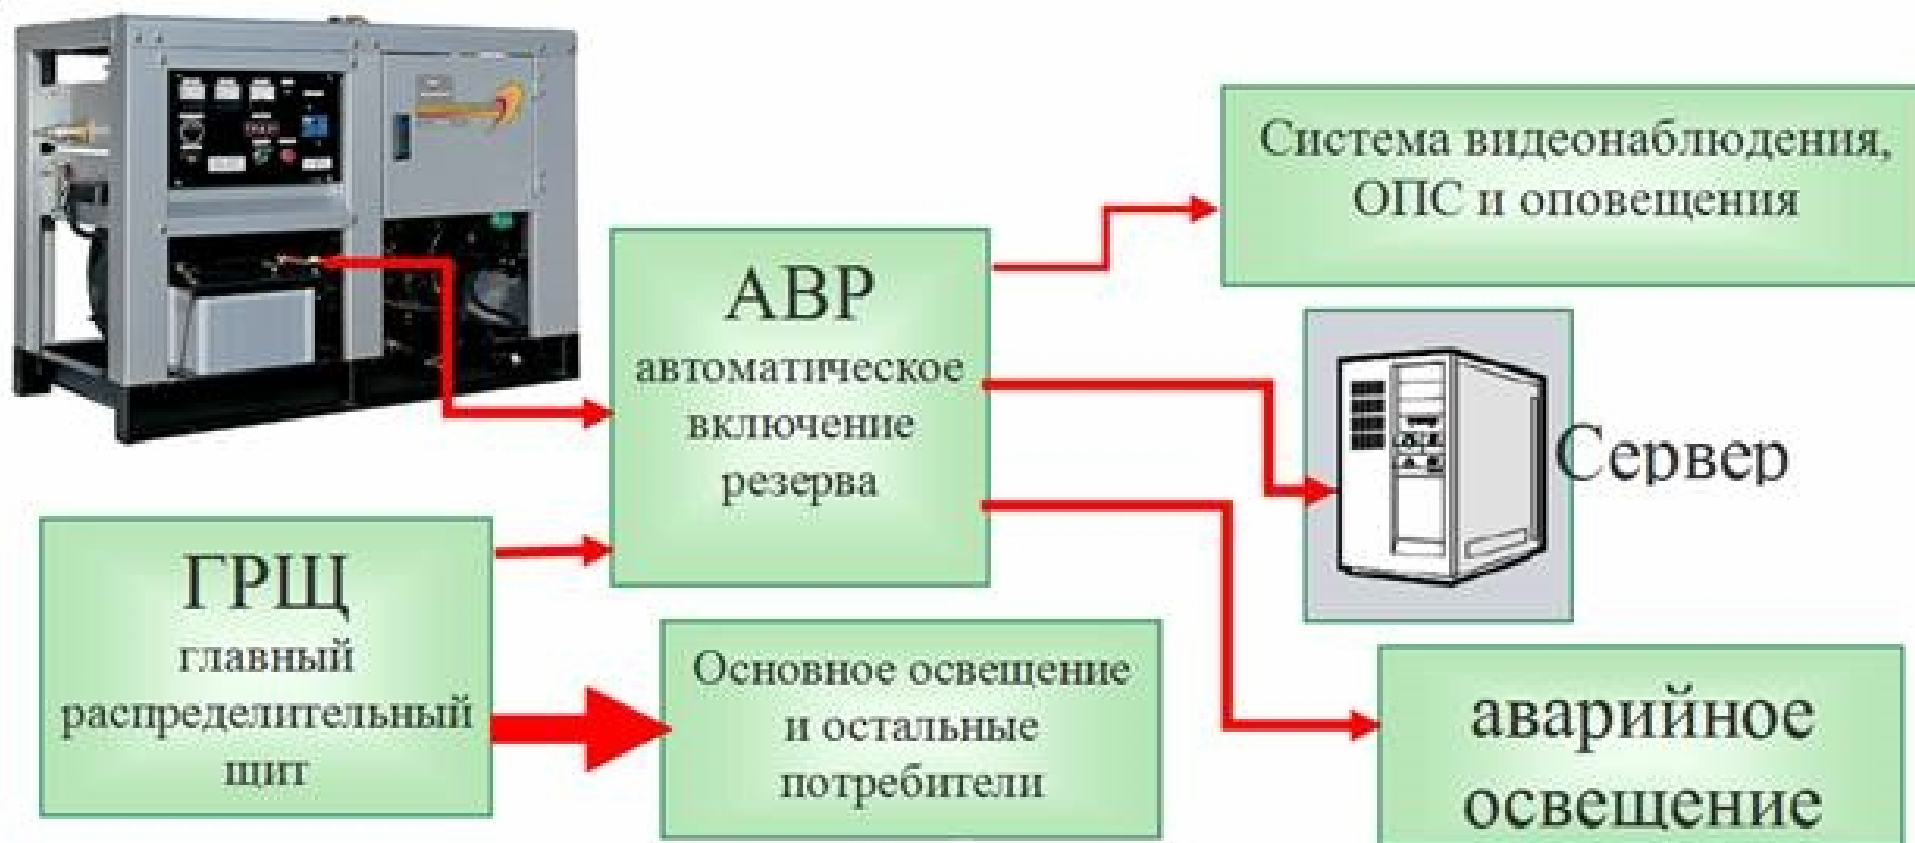 Система видеонаблюдения,
ОПС и оповещения
АВР
автоматическое
включение
резерва
Сервер
ГРЩ
главный
распределительный
щит
Основное освещение
и остальные
потребители
аварийное
освещение